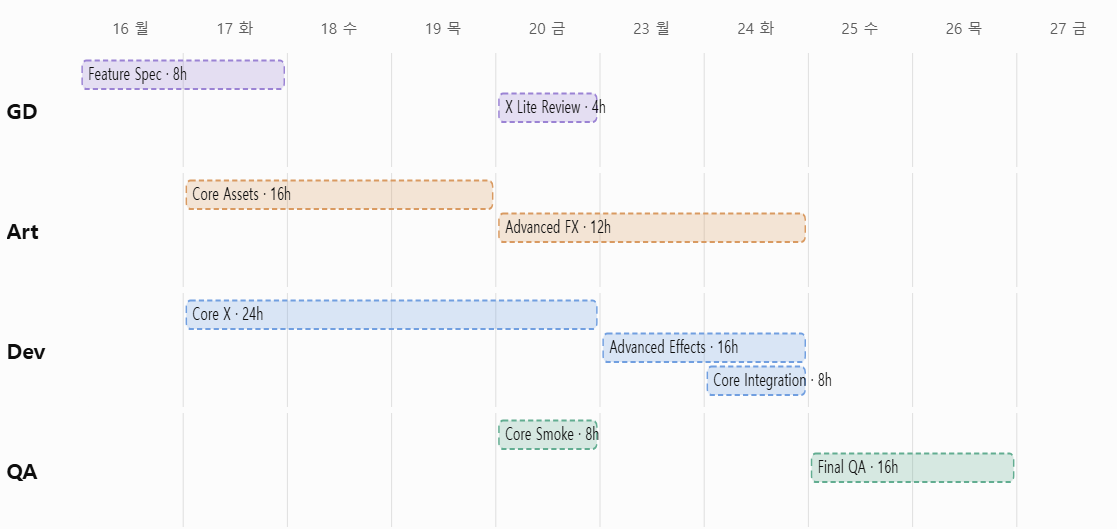 16 월 17 화 18 수 19 목 20 금 23 월 24 화 25 수 26 목 27 금
GD
Feature Spec · 8h
X Lite Review · 4h
Art
Core Assets · 16h
Advanced FX · 12h
Dev
Core X · 24h
Advanced Effects · 16h
Core Integration · 8h
QA
Core Smoke · 8h
Final QA · 16h